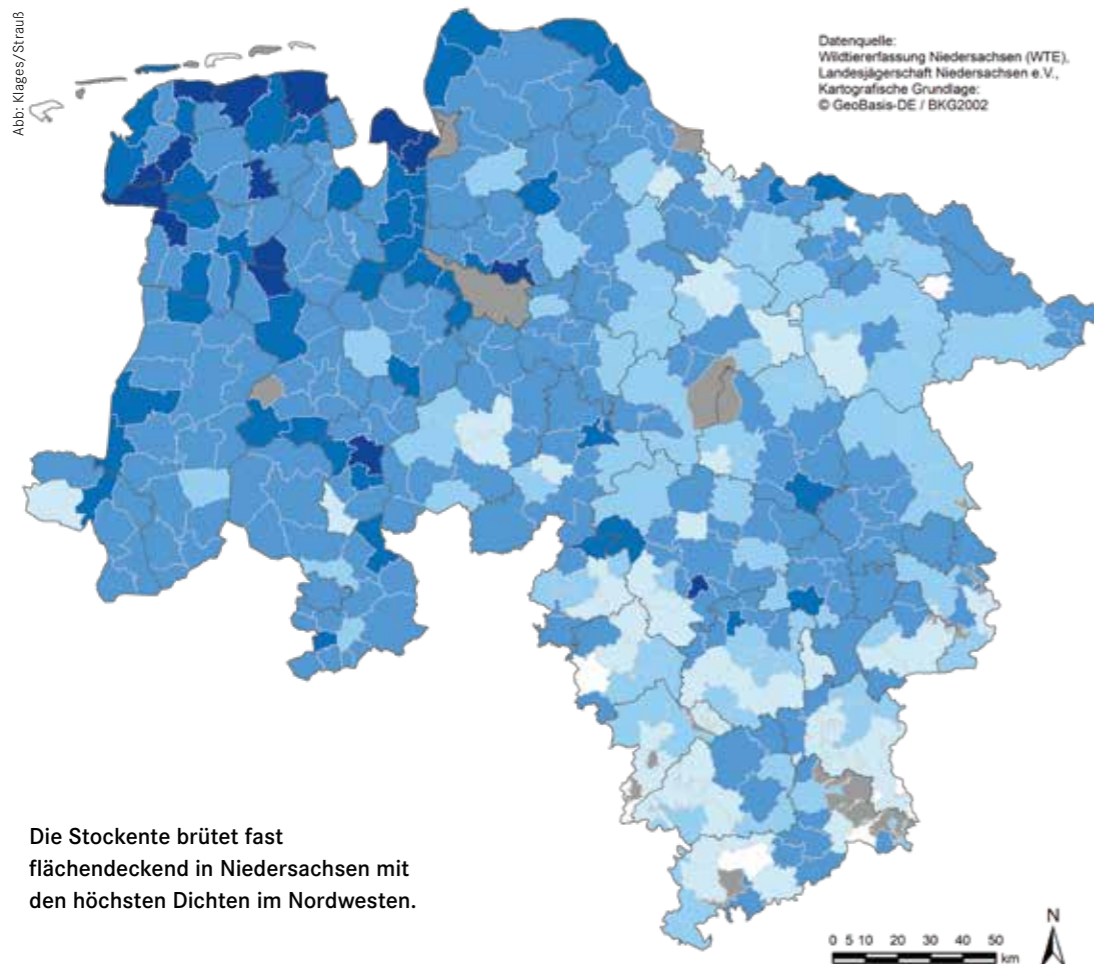 Abb: Klages/Strauß
Datenquelle:
Wildtiererfassung Niedersachsen (WTE),
Landesjägerschaft Niedersachsen e.V.,
Kartografische Grundlage:
© GeoBasis-DE / BKG2002
Die Stockente brütet fast
flächendeckend in Niedersachsen mit
den höchsten Dichten im Nordwesten.
N
0 5 10 20 30 40 50
km